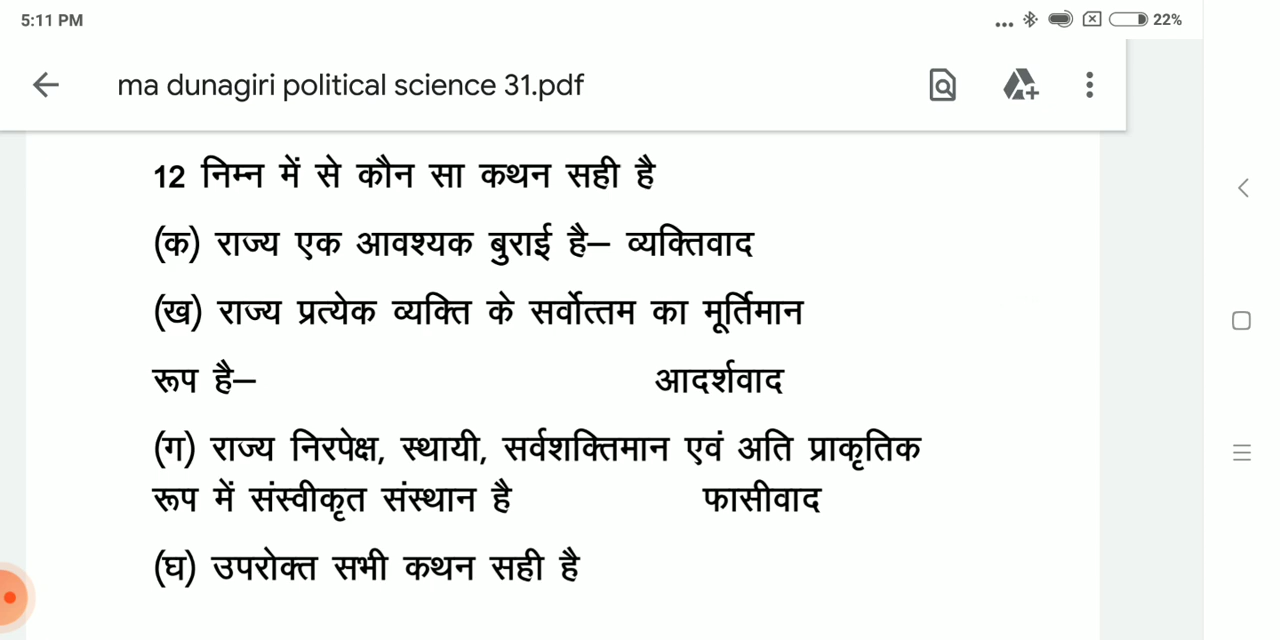 5:11 PM
22%
ma dunagiri political science 31.pdf
12 निम्न में से कौन सा कथन सही है
(क) राज्य एक आवश्यक बुराई है– व्यक्तिवाद
(ख) राज्य प्रत्येक व्यक्ति के सर्वोत्तम का मूर्तिमान
रूप है– आदर्शवाद
(ग) राज्य निरपेक्ष, स्थायी, सर्वशक्तिमान एवं अति प्राकृतिक
रूप में संस्वीकृत संस्थान है फासीवाद
(घ) उपरोक्त सभी कथन सही है